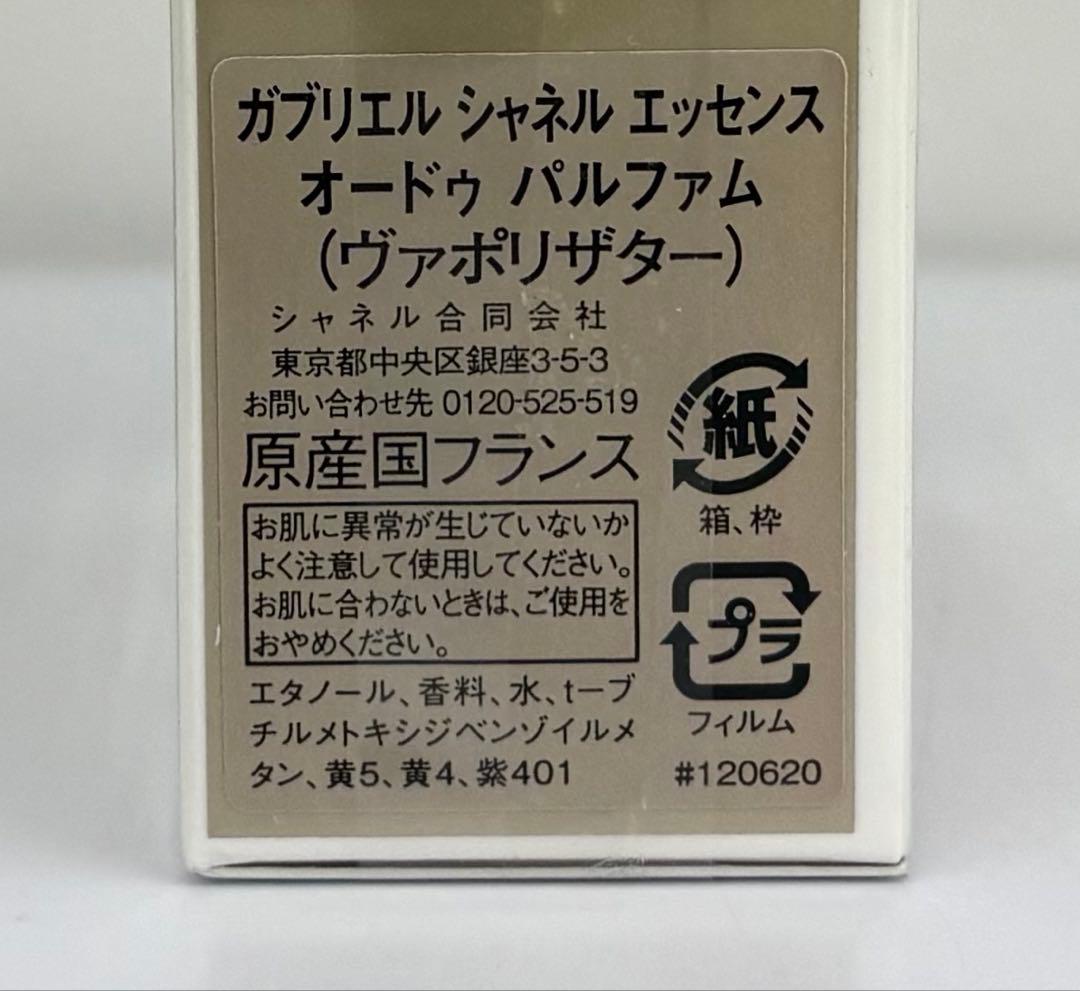 ガブリエル シャネル エッセンス
オードゥ パルファム
(ヴァポリザター)
シャネル合同会社
東京都中央区銀座3-5-3
お問い合わせ先 0120-525-519
原産国フランス
お肌に異常が生じていないか
よく注意して使用してください。
お肌に合わないときは、ご使用を
おやめください。
エタノール、香料、水、t-ブ
チルメトキシジベンゾイルメ
タン、黄5、黄4、紫401
紙
箱、枠
プラ
フィルム
#120620